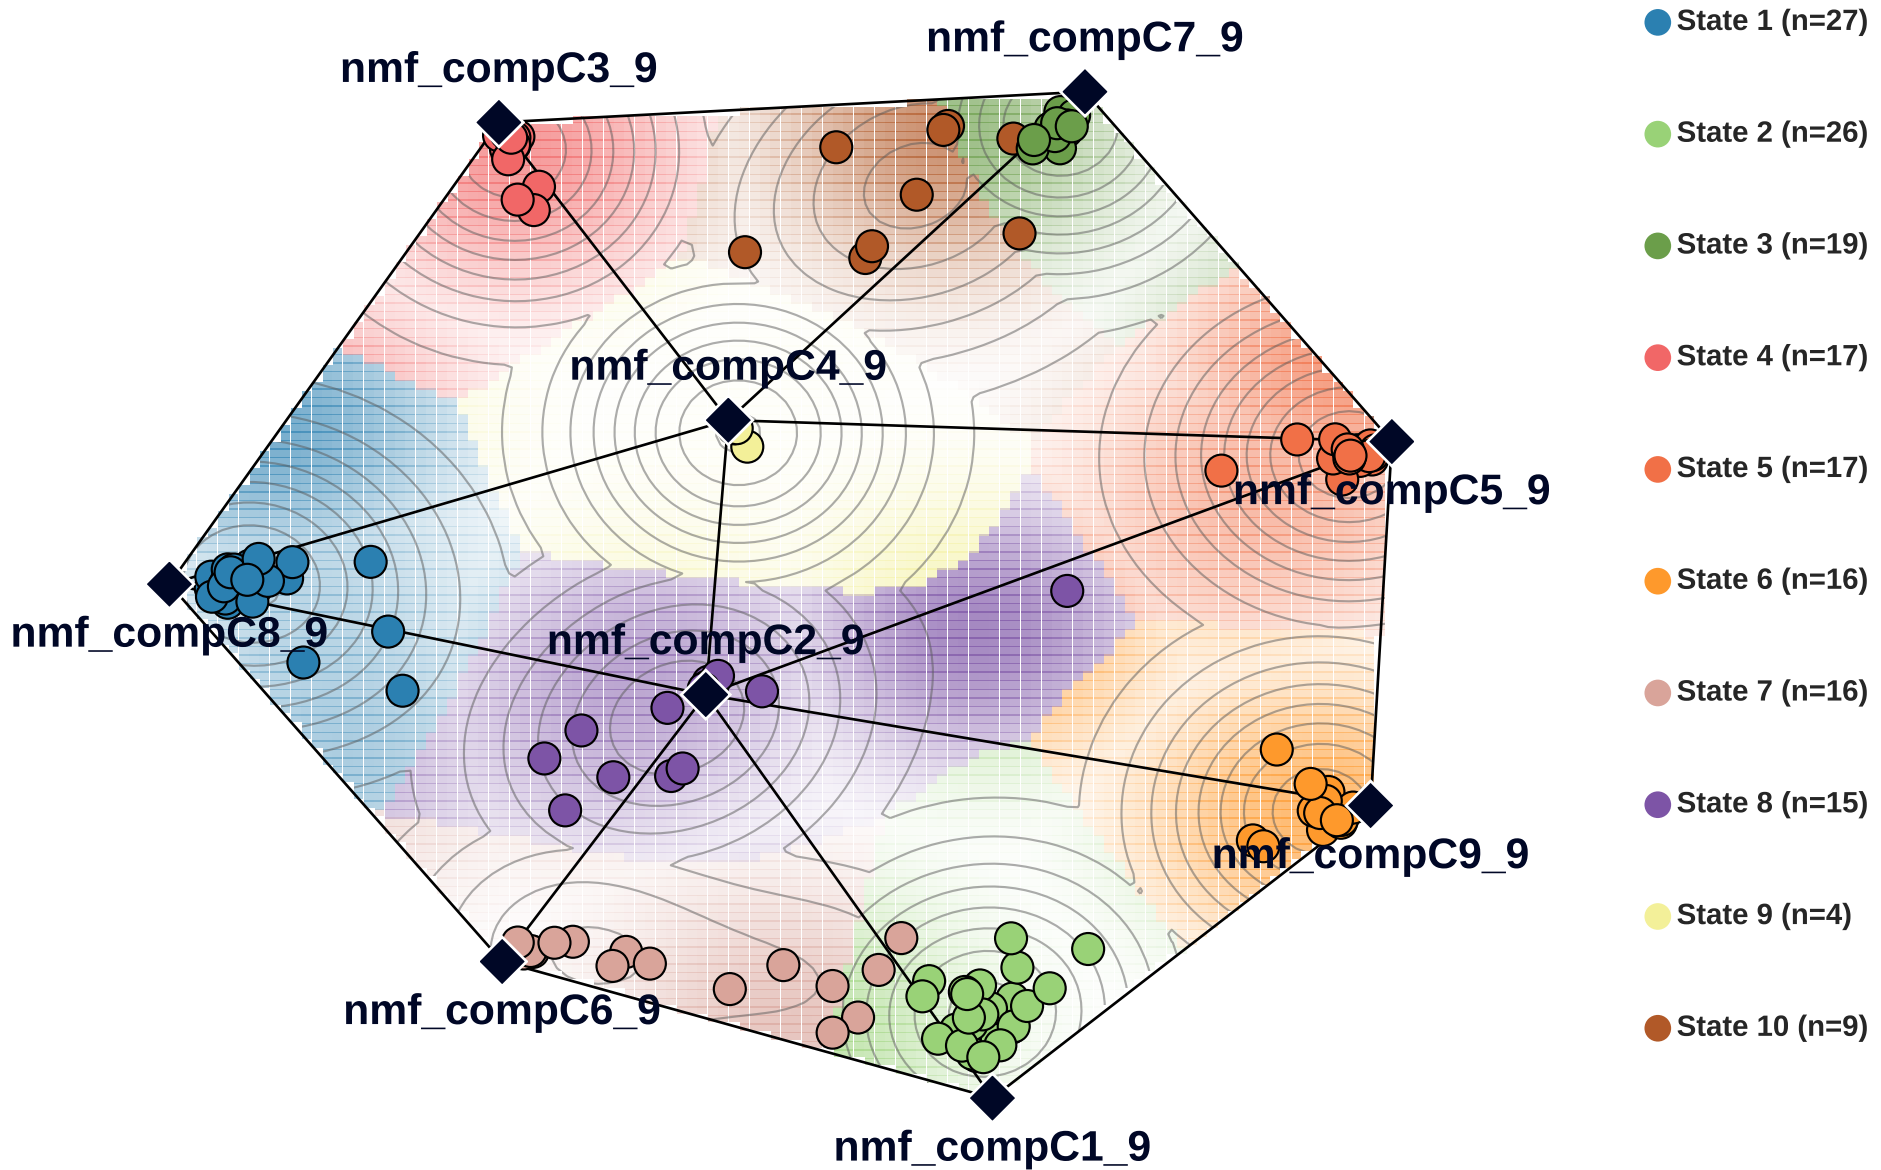 nmf_compC7_9
nmf_compC3_9
nmf_compC4_9
nmf_compC5_9
nmf_compC8_9
nmf_compC2_9
nmf_compC9_9
nmf_compC6_9
nmf_compC1_9
State 1 (n=27)
State 2 (n=26)
State 3 (n=19)
State 4 (n=17)
State 5 (n=17)
State 6 (n=16)
State 7 (n=16)
State 8 (n=15)
State 9 (n=4)
State 10 (n=9)